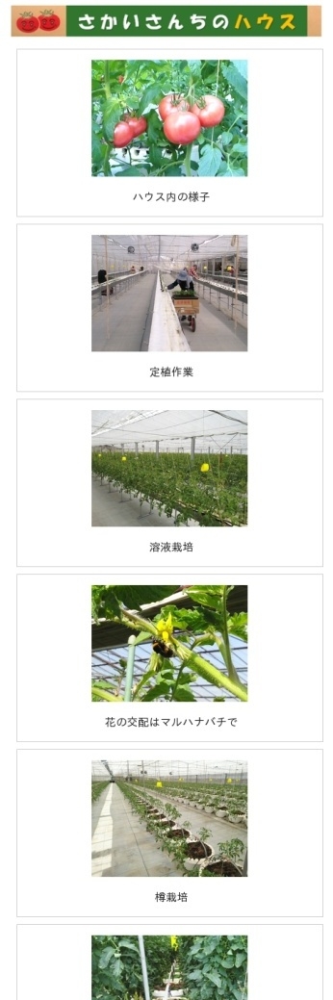 さかいさんちのハウス
ハウス内の様子
定植作業
溶液栽培
花の交配はマルハナバチで
樽栽培